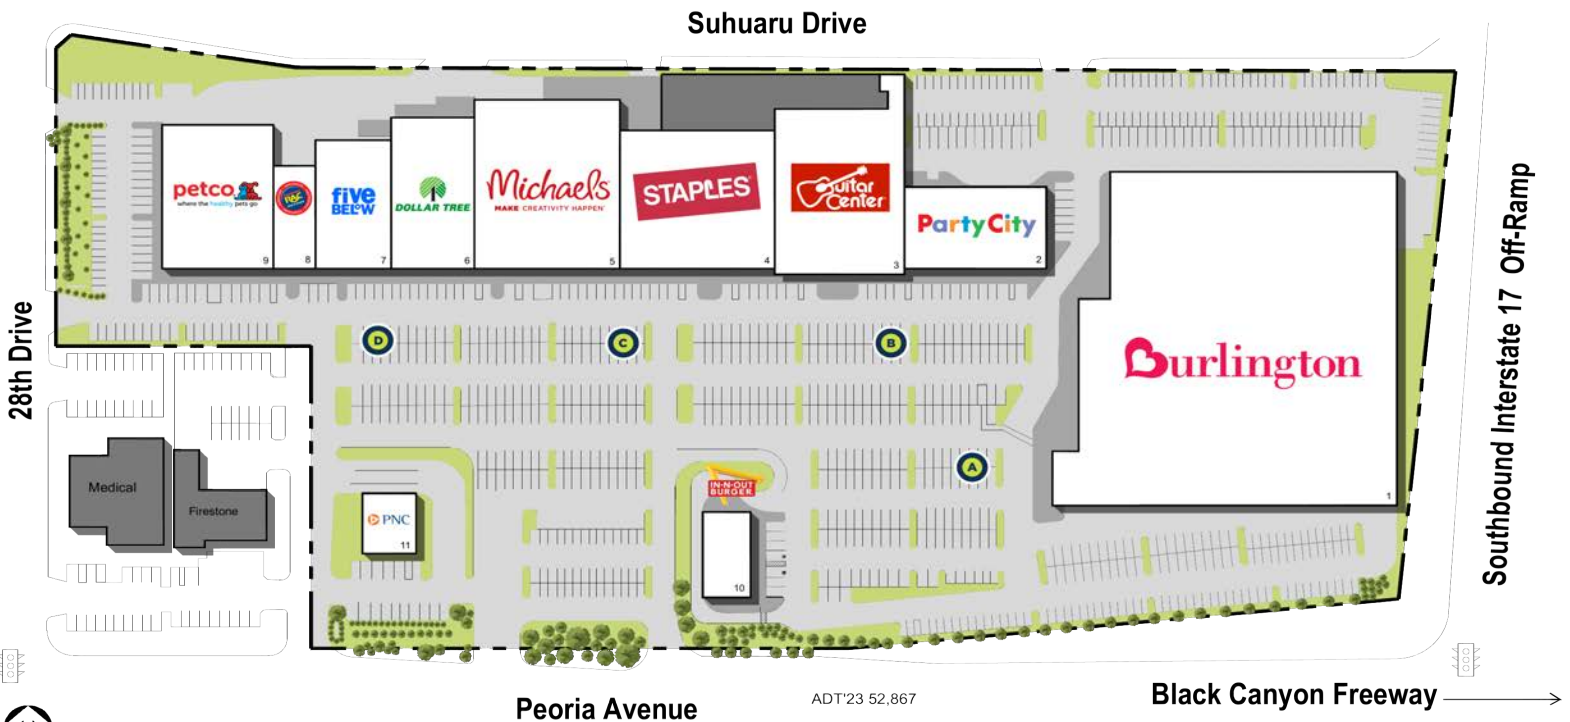 Suhuaru Drive
petco
where the healthy pets go
RAC
five
BELOW
DOLLAR TREE
Michaels
MAKE CREATIVITY HAPPEN
STAPLES
Guitar
Center
Party City
9
8
7
6
5
4
3
2
28th Drive
D
C
B
A
Burlington
1
Southbound Interstate 17 Off-Ramp
Medical
Firestone
PNC
11
IN-N-OUT
BURGER
10
Peoria Avenue
ADT'23 52,867
Black Canyon Freeway